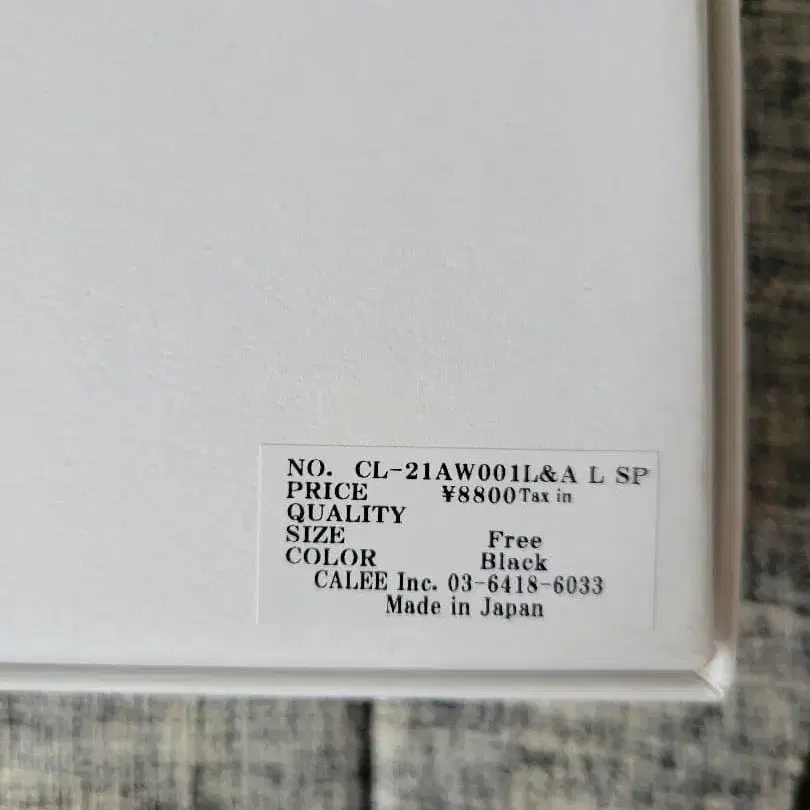 NO. CL-21AW001L&A L SP
PRICE ¥8800 Tax in
QUALITY
SIZE Free
COLOR Black
CALEE Inc. 03-6418-6033
Made in Japan